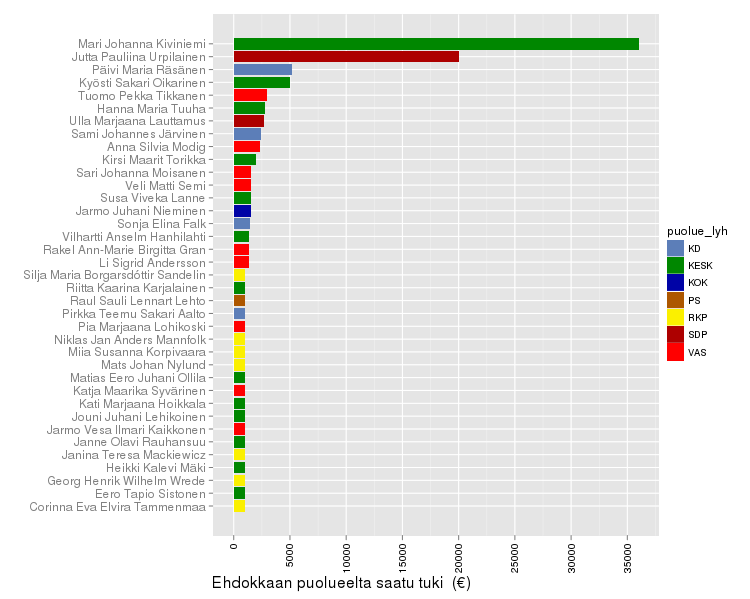 Mari Johanna Kiviniemi
Jutta Pauliina Urpilainen
Päivi Maria Räsänen
Kyösti Sakari Oikarinen
Tuomo Pekka Tikkanen
Hanna Maria Tuuha
Ulla Marjaana Lauttamus
Sami Johannes Järvinen
Anna Silvia Modig
Kirsi Maarit Torikka
Sari Johanna Moisanen
Veli Matti Semi
Susa Viveka Lanne
Jarmo Juhani Nieminen
Sonja Elina Falk
Vilhartti Anselm Hanhilahti
Rakel Ann-Marie Birgitta Gran
Li Sigrid Andersson
Silja Maria Borgarsdóttir Sandelin
Riitta Kaarina Karjalainen
Raul Sauli Lennart Lehto
Pirkka Teemu Sakari Aalto
Pia Marjaana Lohikoski
Niklas Jan Anders Mannfolk
Miia Susanna Korpivaara
Mats Johan Nylund
Matias Eero Juhani Ollila
Katja Maarika Syvärinen
Kati Marjaana Hoikkala
Jouni Juhani Lehikoinen
Jarmo Vesa Ilmari Kaikkonen
Janne Olavi Rauhansuu
Janina Teresa Mackiewicz
Heikki Kalevi Mäki
Georg Henrik Wilhelm Wrede
Eero Tapio Sistonen
Corinna Eva Elvira Tammenmaa
0
5000
10000
15000
20000
25000
30000
35000
Ehdokkaan puolueelta saatu tuki (€)
puolue_lyh
KD
KESK
KOK
PS
RKP
SDP
VAS